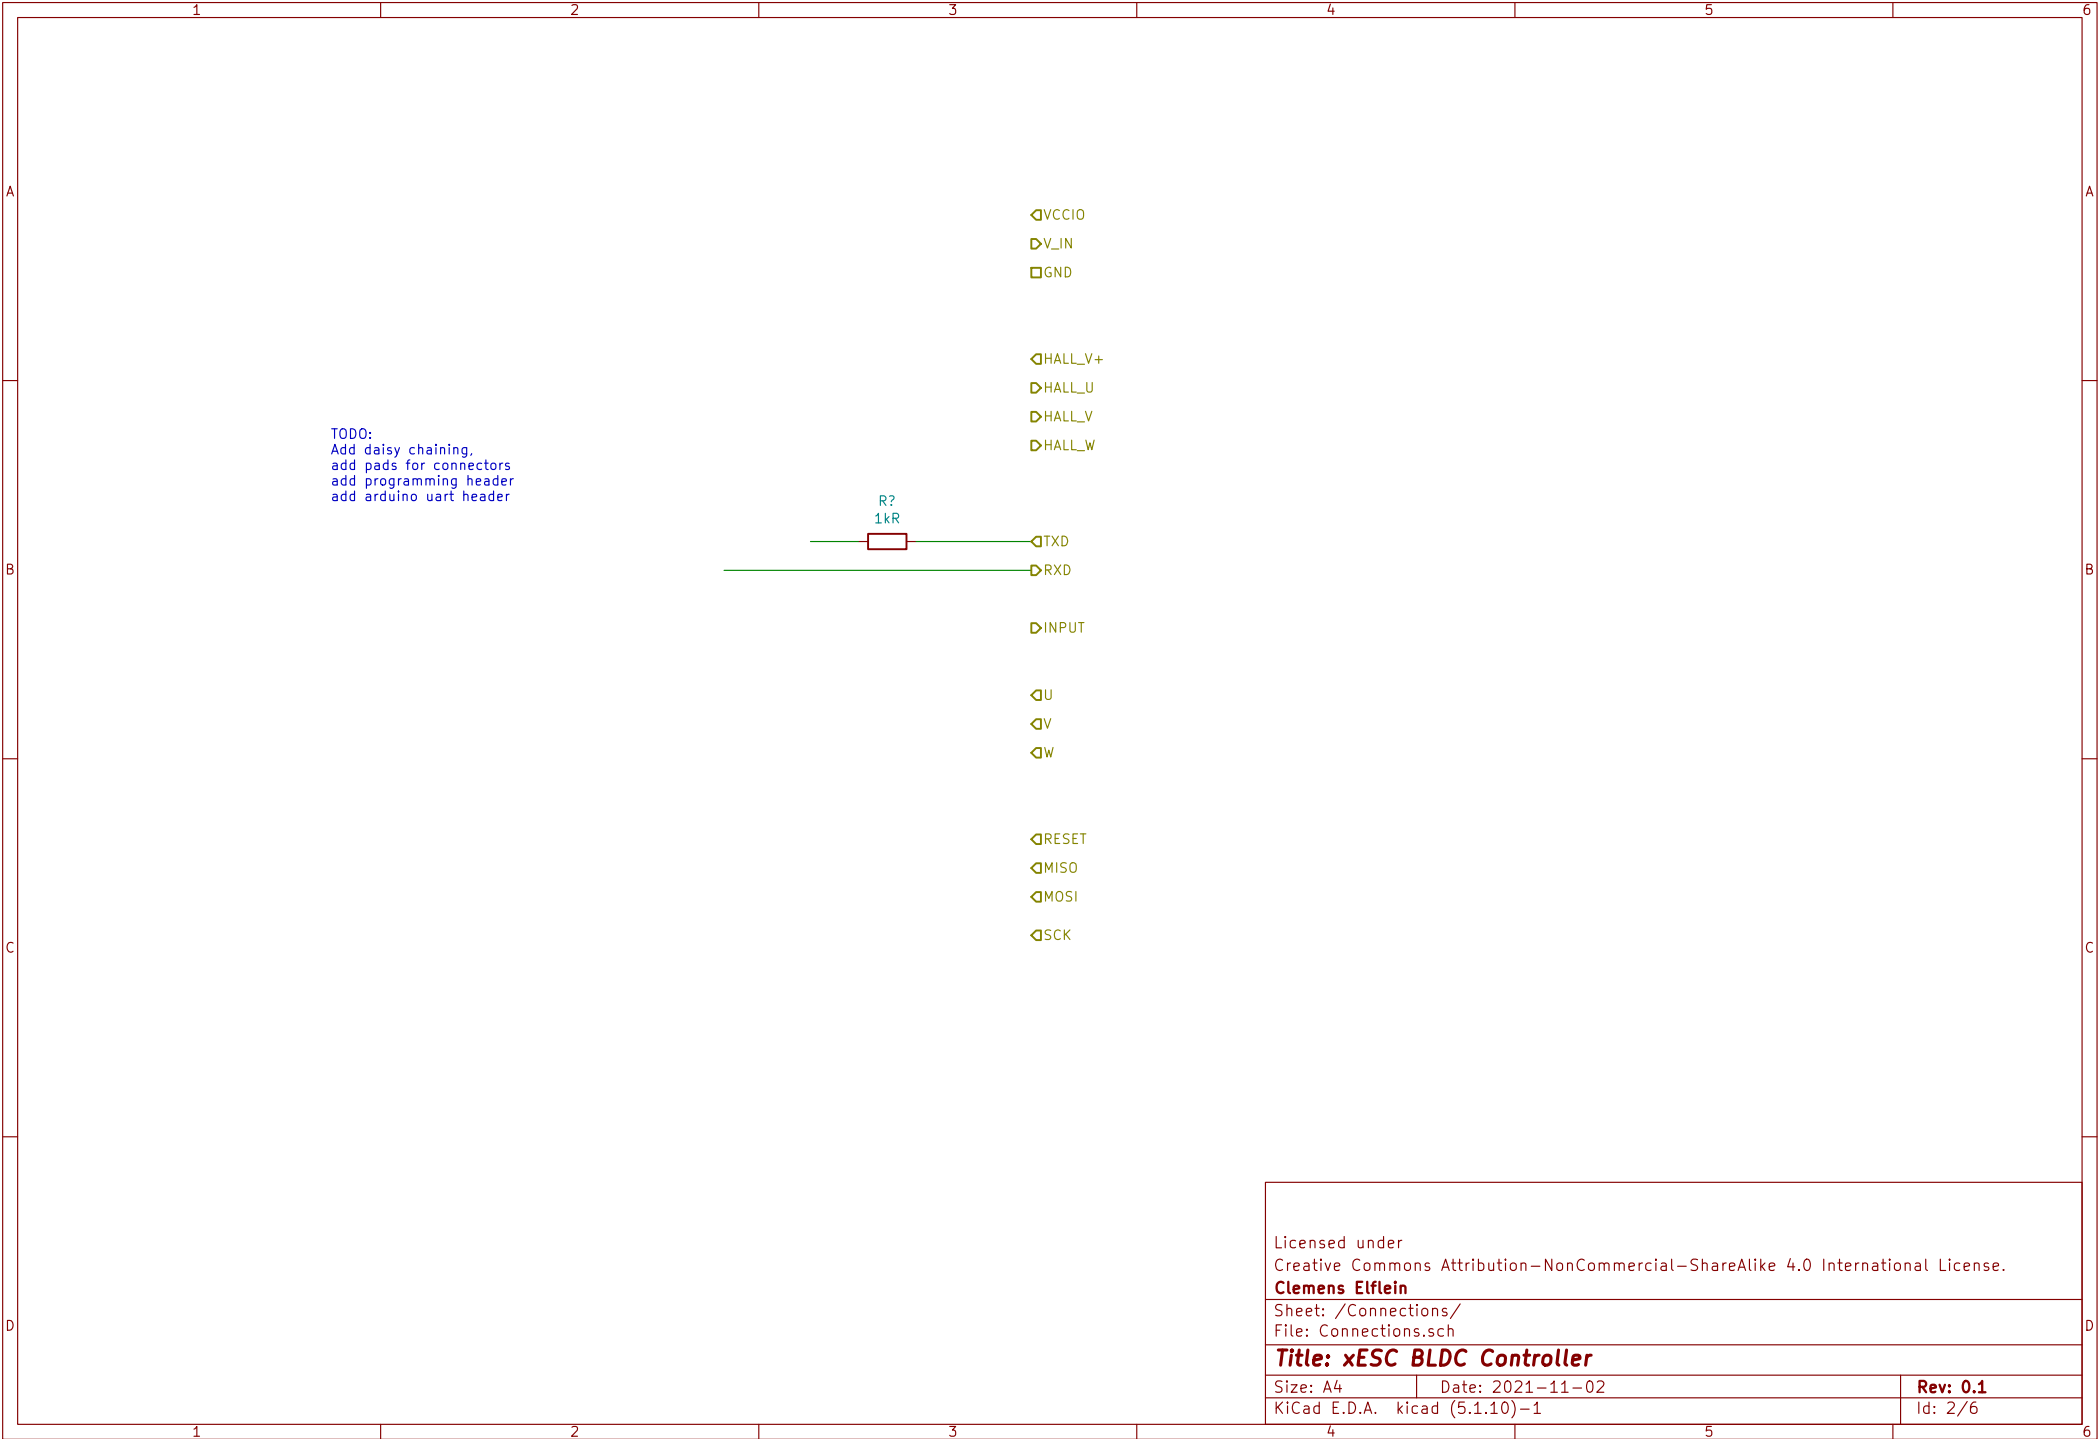 1 2 3 4 5 6
A A
VCCIO
V_IN
GND
HALL_V+
HALL_U
HALL_V
HALL_W
TODO:
Add daisy chaining,
add pads for connectors
add programming header
add arduino uart header
R?
1kR
TXD
RXD
B B
INPUT
U
V
W
RESET
MISO
MOSI
SCK
C C
Licensed under
Creative Commons Attribution-NonCommercial-ShareAlike 4.0 International License.
Clemens Elflein
Sheet: /Connections/
File: Connections.sch
D D
Title: xESC BLDC Controller
Size: A4 Date: 2021-11-02 Rev: 0.1
KiCad E.D.A. kicad (5.1.10)-1 Id: 2/6
1 2 3 4 5 6